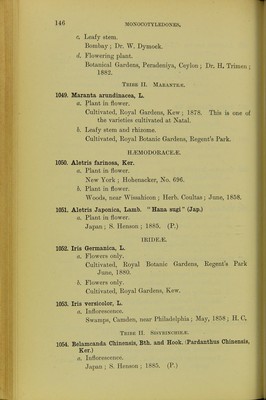 146 MONOCOTYLEDONES.
c. Leafy stem.
Bombay ; Dr. W. Dymock.
d. Flowering plant.
Botanical Gardens, Peradeniya, Ceylon ; Dr. H. Trimen ;
1882.
TRIBE II. MARANTEÆ.
1049. Maranta arundinacea, L.
a. Plant in flower.
Cultivated, Royal Gardens, Kew ; 1878. This is one of
the varieties cultivated at Natal.
b. Leafy stem and rhizome.
Cultivated, Royal Botanic Gardens, Regent's Park.
HÆMODORACEÆ.
1050. Aletris farinosa, Ker.
a. Plant in flower.
New York ; Hohenacker, No. 696.
b. Plant in flower.
Woods, near Wissahicon ; Herb. Coultas ; June, 1858.
1051. Aletris Japonica, Lamb. "Hana sugi" (Jap.)
a. Plant in flower.
Japan ; S. Henson ; 1885. (P.)
IRIDEÆ.
1052. Iris Germanica, L.
a. Flowers only.
Cultivated, Royal Botanic Gardens, Regent's Park
June, 1880.
b. Flowers only.
Cultivated, Royal Gardens, Kew.
1053. Iris versicolor, L.
a. Inflorescence.
Swamps, Camden, near Philadelphia ; May, 1858 ; H. C.
TRIBE II. SISYRINCHIEÆ.
1054. Belamcanda Chinensis, Bth. and Hook. (Pardanthus Chinensis,
Ker.)
a. Inflorescence.
Japan ; S. Henson ; 1885. (P.)